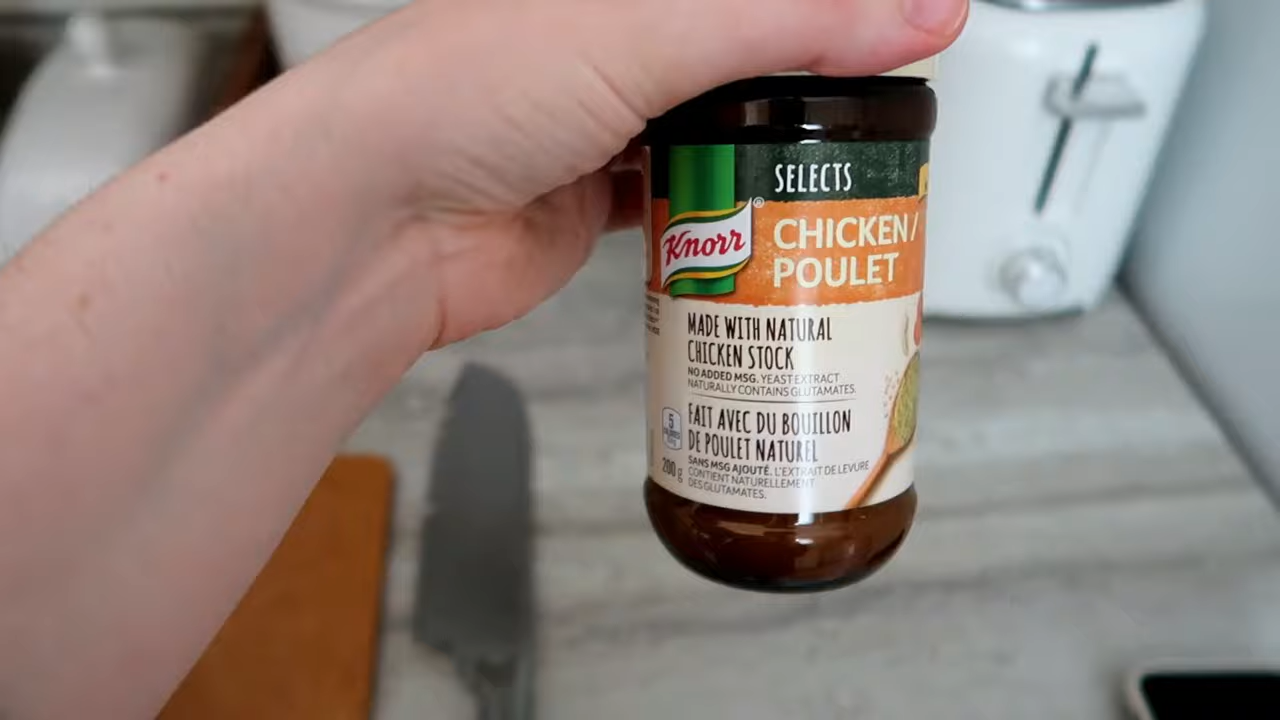 SELECTS
Knorr®
CHICKEN /
POULET
MADE WITH NATURAL
CHICKEN STOCK
NO ADDED MSG. YEAST EXTRACT
NATURALLY CONTAINS GLUTAMATES.
5
FAIT AVEC DU BOUILLON
DE POULET NATUREL
200 g
SANS MSG AJOUTÉ. L'EXTRAIT DE LEVURE
CONTIENT NATURELLEMENT
DES GLUTAMATES.